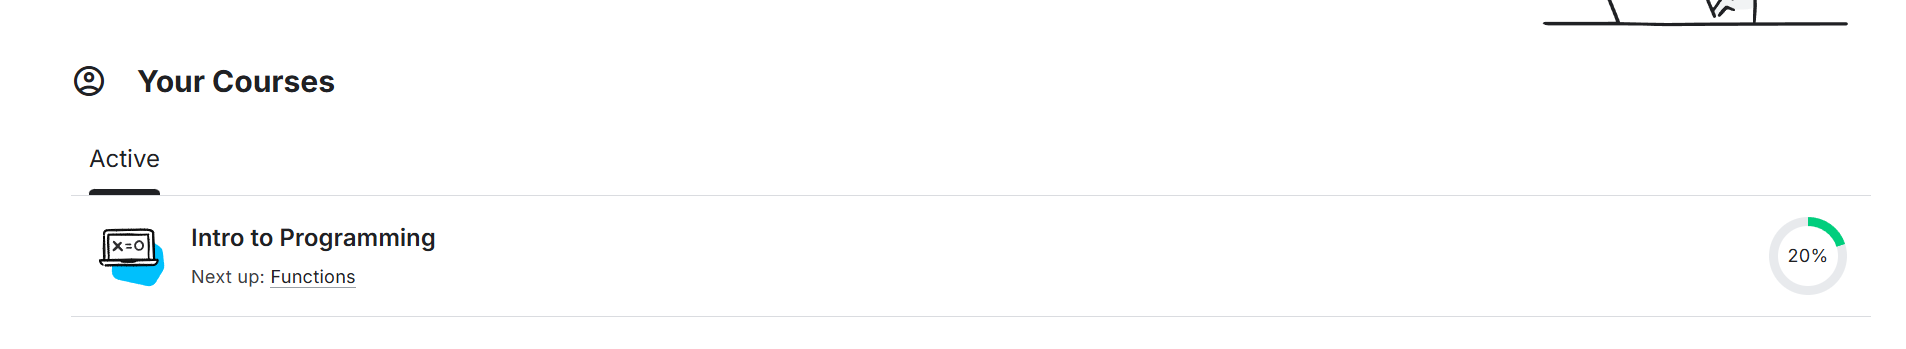 Your Courses
Active
x=0
Intro to Programming
Next up: Functions
20%